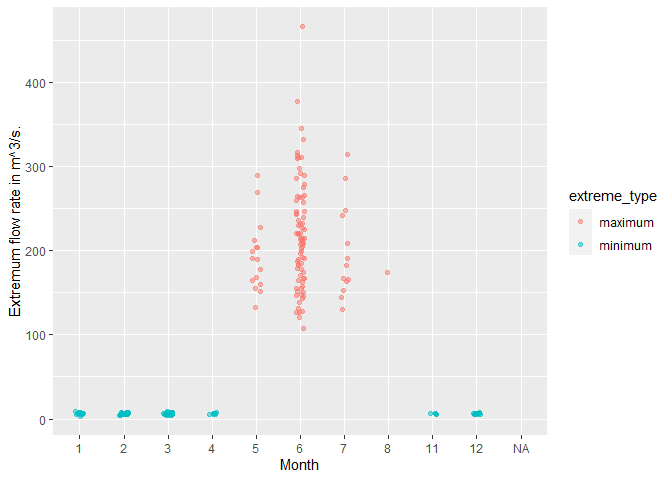 Extremum flow rate in m^3/s.
400
300
200
100
0
1 2 3 4 5 6 7 8 11 12 NA
Month
extreme_type
maximum
minimum